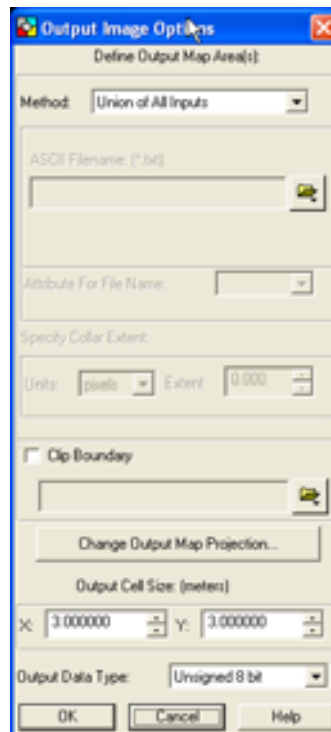 Output Image Options
Define Output Map Area(s):
Method: Union of All Inputs
ASCII Filename: (*.txt)
Attribute For File Name:
Specify Collar Extent:
Units: pixels Extent: 0.000
Clip Boundary
Change Output Map Projection...
Output Cell Size: (meters)
X: 3.000000 Y: 3.000000
Output Data Type: Unsigned 8 bit
OK Cancel Help